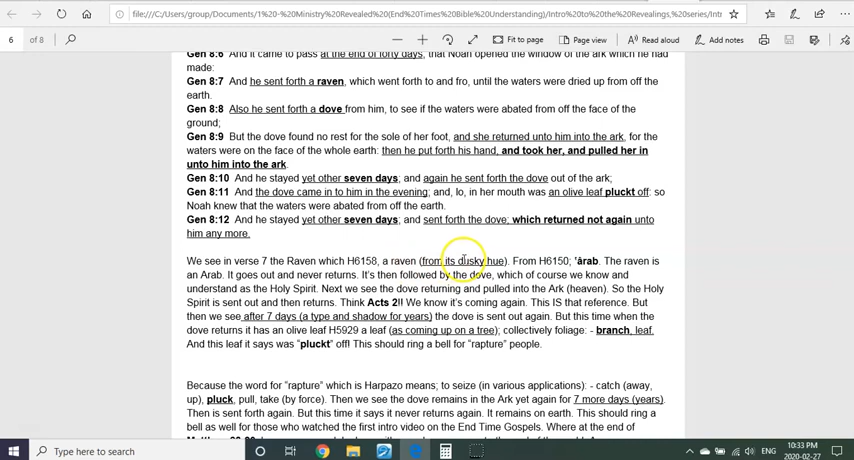 file:///C:/Users/group/Documents/1%20-%20Ministry%20Revealed%20(End%20Times%20Bible%20Understanding)/Intro%20to%20the%20Revealings,%20series/Intr
6 of 8 Fit to page Page view Read aloud Add notes
Gen 8:6 And it came to pass at the end of forty days, that Noah opened the window of the ark which he had
made:
Gen 8:7 And he sent forth a raven, which went forth to and fro, until the waters were dried up from off the
earth.
Gen 8:8 Also he sent forth a dove from him, to see if the waters were abated from off the face of the
ground;
Gen 8:9 But the dove found no rest for the sole of her foot, and she returned unto him into the ark, for the
waters were on the face of the whole earth: then he put forth his hand, and took her, and pulled her in
unto him into the ark.
Gen 8:10 And he stayed yet other seven days; and again he sent forth the dove out of the ark;
Gen 8:11 And the dove came in to him in the evening; and, lo, in her mouth was an olive leaf pluckt off: so
Noah knew that the waters were abated from off the earth.
Gen 8:12 And he stayed yet other seven days; and sent forth the dove; which returned not again unto
him any more.
We see in verse 7 the Raven which H6158, a raven (from its dusky hue). From H6150; 'ârab. The raven is
an Arab. It goes out and never returns. It's then followed by the dove, which of course we know and
understand as the Holy Spirit. Next we see the dove returning and pulled into the Ark (heaven). So the Holy
Spirit is sent out and then returns. Think Acts 2!! We know it's coming again. This IS that reference. But
then we see after 7 days (a type and shadow for years) the dove is sent out again. But this time when the
dove returns it has an olive leaf H5929 a leaf (as coming up on a tree); collectively foliage: - branch, leaf.
And this leaf it says was "pluckt" off! This should ring a bell for "rapture" people.
Because the word for "rapture" which is Harpazo means; to seize (in various applications): - catch (away,
up), pluck, pull, take (by force). Then we see the dove remains in the Ark yet again for 7 more days (years).
Then is sent forth again. But this time it says it never returns again. It remains on earth. This should ring a
bell as well for those who watched the first intro video on the End Time Gospels. Where at the end of
Type here to search
ENG
10:33 PM
2020-02-27